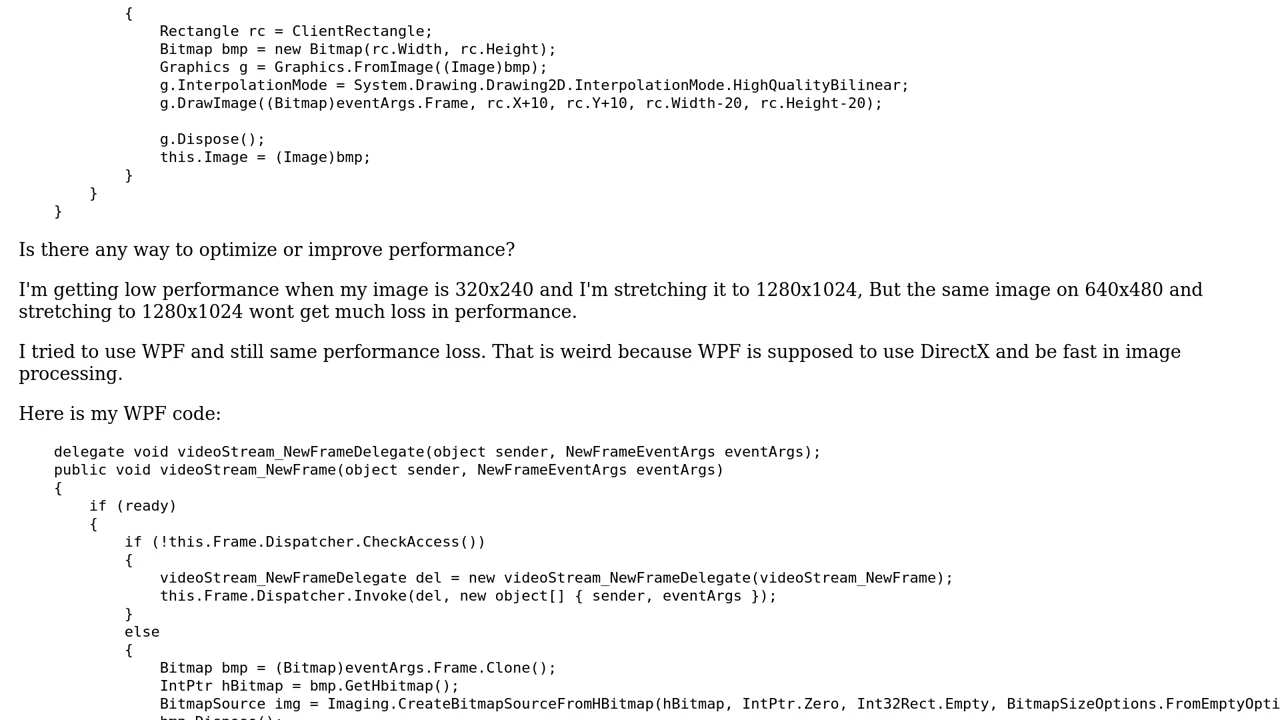 {
Rectangle rc = ClientRectangle;
Bitmap bmp = new Bitmap(rc.Width, rc.Height);
Graphics g = Graphics.FromImage((Image)bmp);
g.InterpolationMode = System.Drawing.Drawing2D.InterpolationMode.HighQualityBilinear;
g.DrawImage((Bitmap)eventArgs.Frame, rc.X+10, rc.Y+10, rc.Width-20, rc.Height-20);
g.Dispose();
this.Image = (Image)bmp;
}
}
}
Is there any way to optimize or improve performance?
I'm getting low performance when my image is 320x240 and I'm stretching it to 1280x1024, But the same image on 640x480 and
stretching to 1280x1024 wont get much loss in performance.
I tried to use WPF and still same performance loss. That is weird because WPF is supposed to use DirectX and be fast in image
processing.
Here is my WPF code:
delegate void videoStream_NewFrameDelegate(object sender, NewFrameEventArgs eventArgs);
public void videoStream_NewFrame(object sender, NewFrameEventArgs eventArgs)
{
if (ready)
{
if (!this.Frame.Dispatcher.CheckAccess())
{
videoStream_NewFrameDelegate del = new videoStream_NewFrameDelegate(videoStream_NewFrame);
this.Frame.Dispatcher.Invoke(del, new object[] { sender, eventArgs });
}
else
{
Bitmap bmp = (Bitmap)eventArgs.Frame.Clone();
IntPtr hBitmap = bmp.GetHbitmap();
BitmapSource img = Imaging.CreateBitmapSourceFromHBitmap(hBitmap, IntPtr.Zero, Int32Rect.Empty, BitmapSizeOptions.FromEmptyOpti
bmp.Dispose();